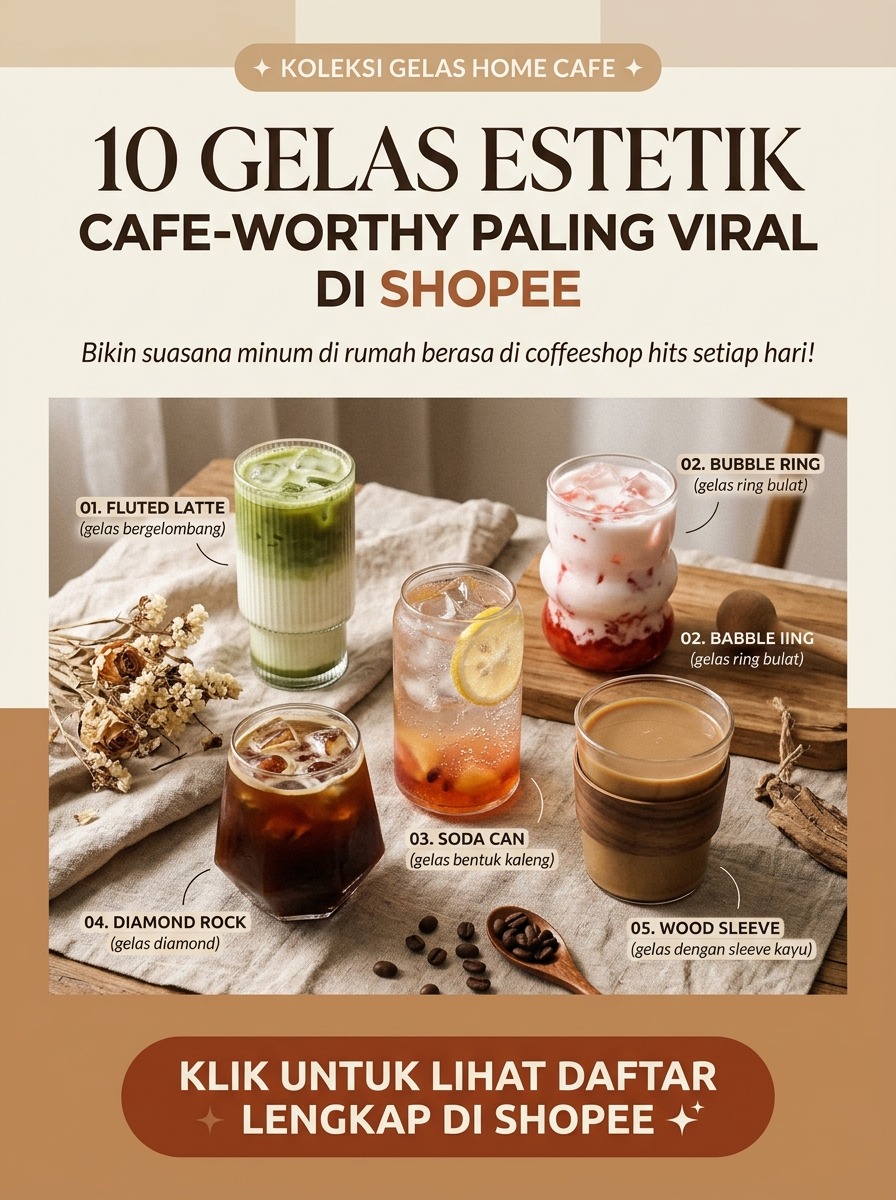 ✦ KOLEKSI GELAS HOME CAFE ✦
10 GELAS ESTETIK
CAFE-WORTHY PALING VIRAL
DI SHOPEE
Bikin suasana minum di rumah berasa di coffeeshop hits setiap hari!
01. FLUTED LATTE
(gelas bergelombang)
02. BUBBLE RING
(gelas ring bulat)
02. BABBLE IING
(gelas ring bulat)
03. SODA CAN
(gelas bentuk kaleng)
04. DIAMOND ROCK
(gelas diamond)
05. WOOD SLEEVE
(gelas dengan sleeve kayu)
KLIK UNTUK LIHAT DAFTAR
LENGKAP DI SHOPEE